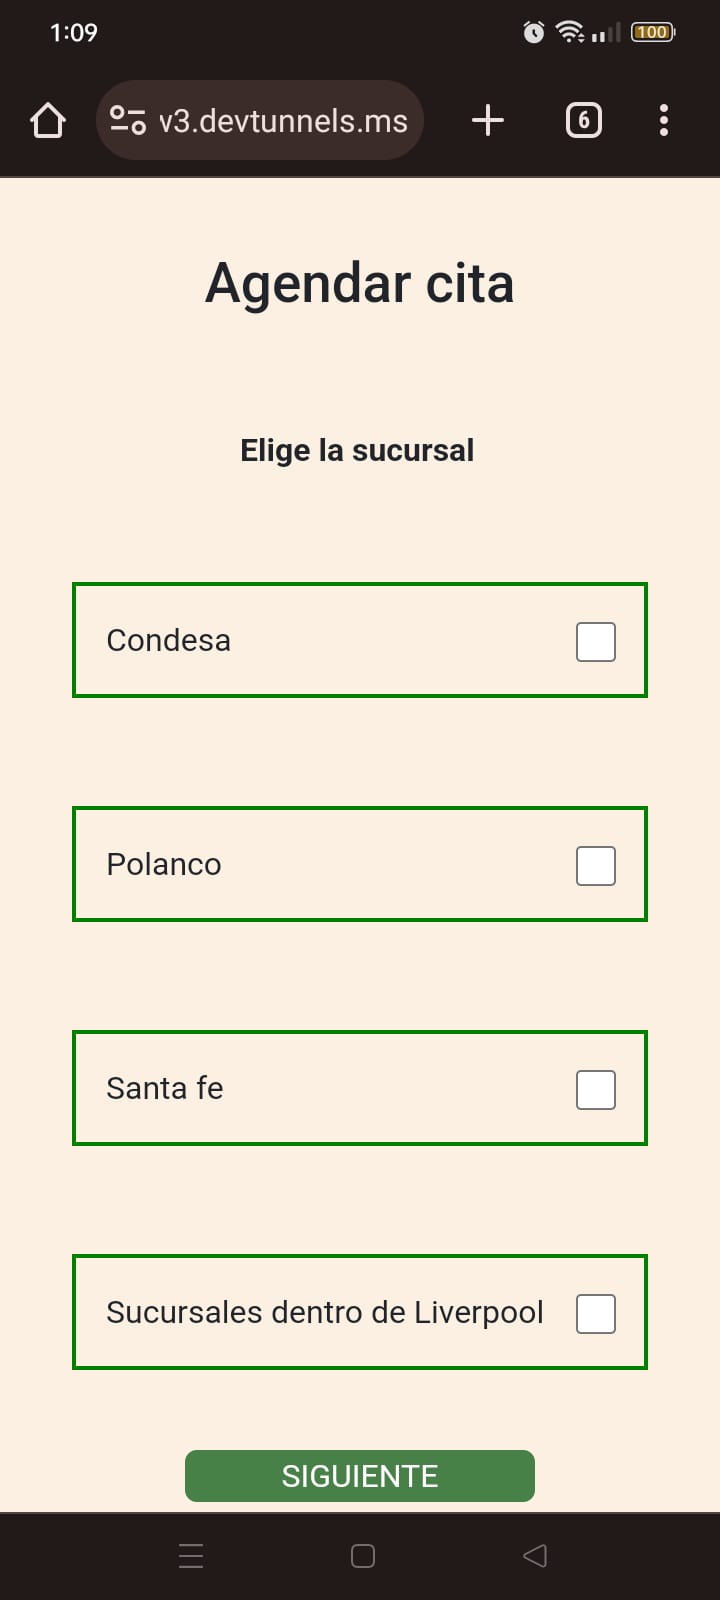 1:09
100
v3.devtunnels.ms
6
Agendar cita
Elige la sucursal
Condesa
Polanco
Santa fe
Sucursales dentro de Liverpool
SIGUIENTE